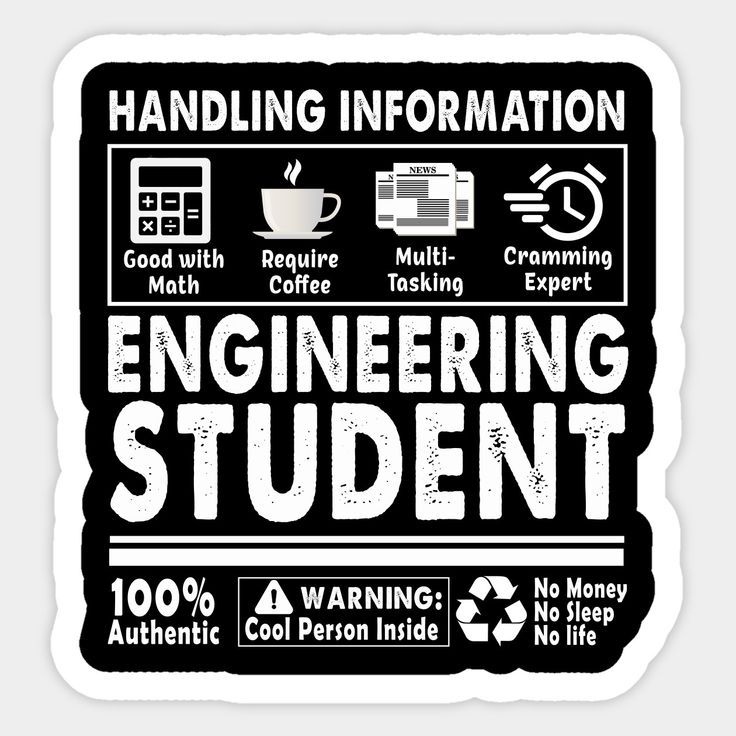 HANDLING INFORMATION
NEWS
Good with
Math
Require
Coffee
Multi-
Tasking
Cramming
Expert
ENGINEERING
STUDENT
100%
Authentic
WARNING:
Cool Person Inside
No Money
No Sleep
No life